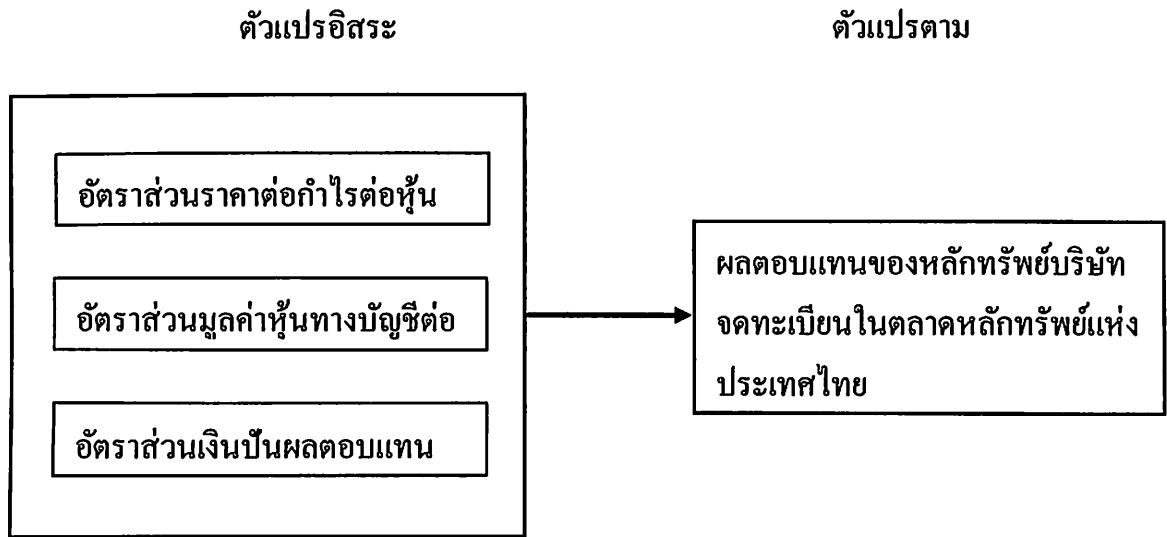 ตัวแปรอิสระ
ตัวแปรตาม
อัตราส่วนราคาต่อกำไรต่อหุ้น
อัตราส่วนมูลค่าหุ้นทางบัญชีต่อ
อัตราส่วนเงินปันผลตอบแทน
ผลตอบแทนของหลักทรัพย์บริษัท
จดทะเบียนในตลาดหลักทรัพย์แห่ง
ประเทศไทย